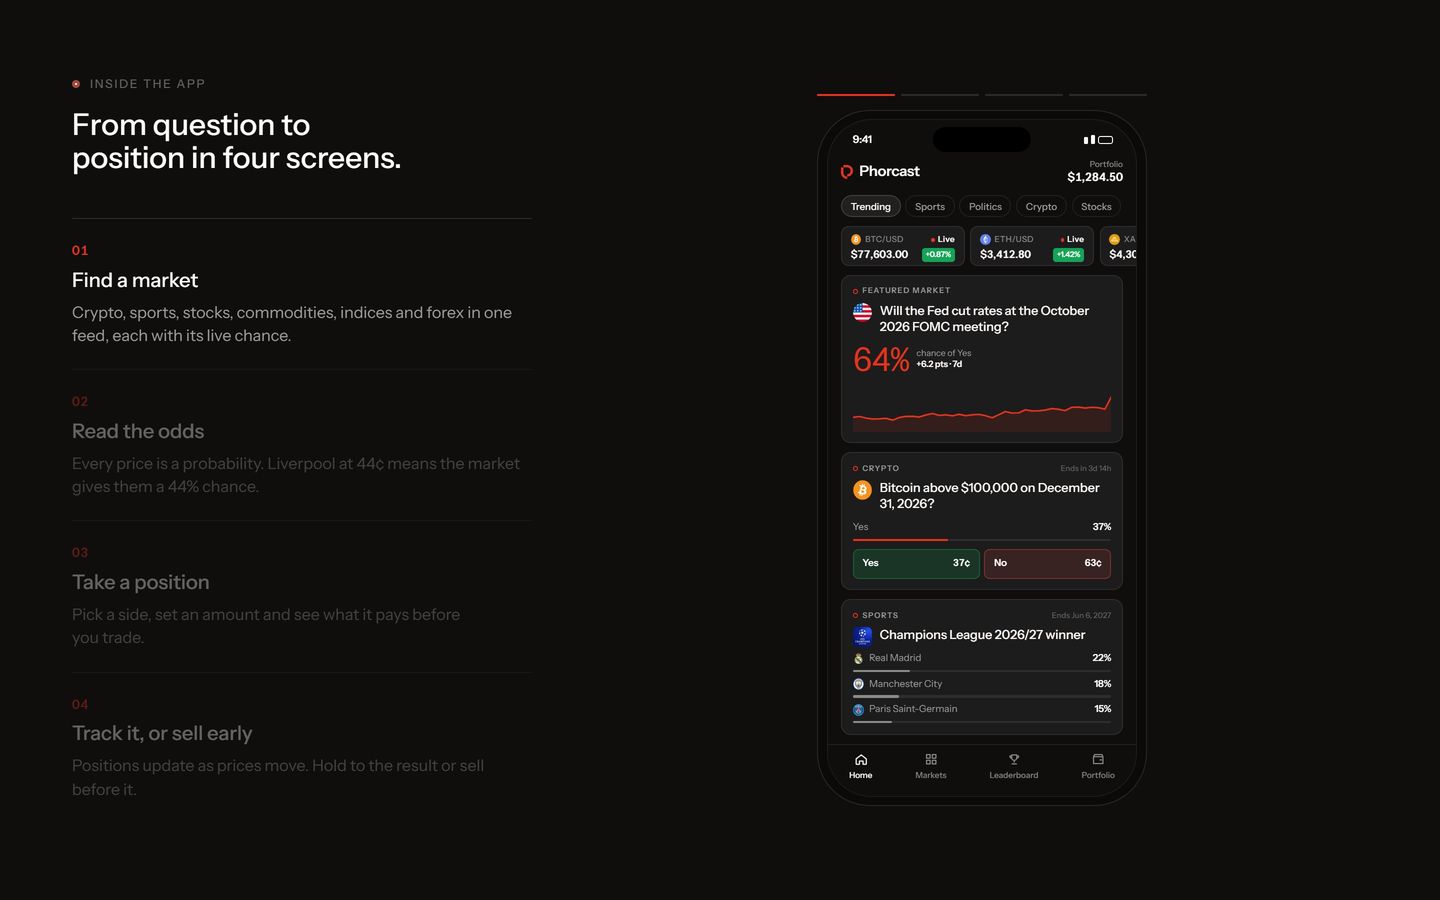 INSIDE THE APP
From question to
position in four screens.
01
Find a market
Crypto, sports, stocks, commodities, indices and forex in one
feed, each with its live chance.
02
Read the odds
Every price is a probability. Liverpool at 44¢ means the market
gives them a 44% chance.
03
Take a position
Pick a side, set an amount and see what it pays before
you trade.
04
Track it, or sell early
Positions update as prices move. Hold to the result or sell
before it.
9:41
Phorcast
Portfolio
$1,284.50
Trending Sports Politics Crypto Stocks
BTC/USD Live ETH/USD Live XA
$77,603.00 +0.87% $3,412.80 +1.42% $4,30
FEATURED MARKET
Will the Fed cut rates at the October
2026 FOMC meeting?
64% chance of Yes
+6.2 pts · 7d
CRYPTO Ends in 3d 14h
Bitcoin above $100,000 on December
31, 2026?
Yes 37%
Yes 37¢ No 63¢
SPORTS Ends Jun 6, 2027
Champions League 2026/27 winner
Real Madrid 22%
Manchester City 18%
Paris Saint-Germain 15%
Home Markets Leaderboard Portfolio